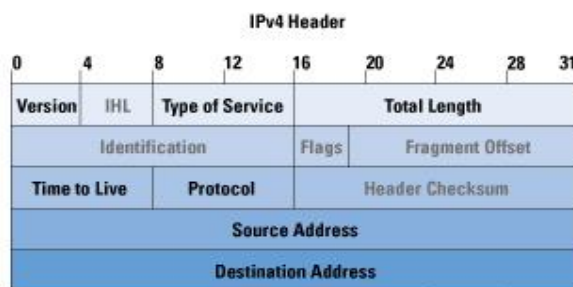 IPv4 Header
0 4 8 12 16 20 24 28 31
Version IHL Type of Service Total Length
Identification Flags Fragment Offset
Time to Live Protocol Header Checksum
Source Address
Destination Address